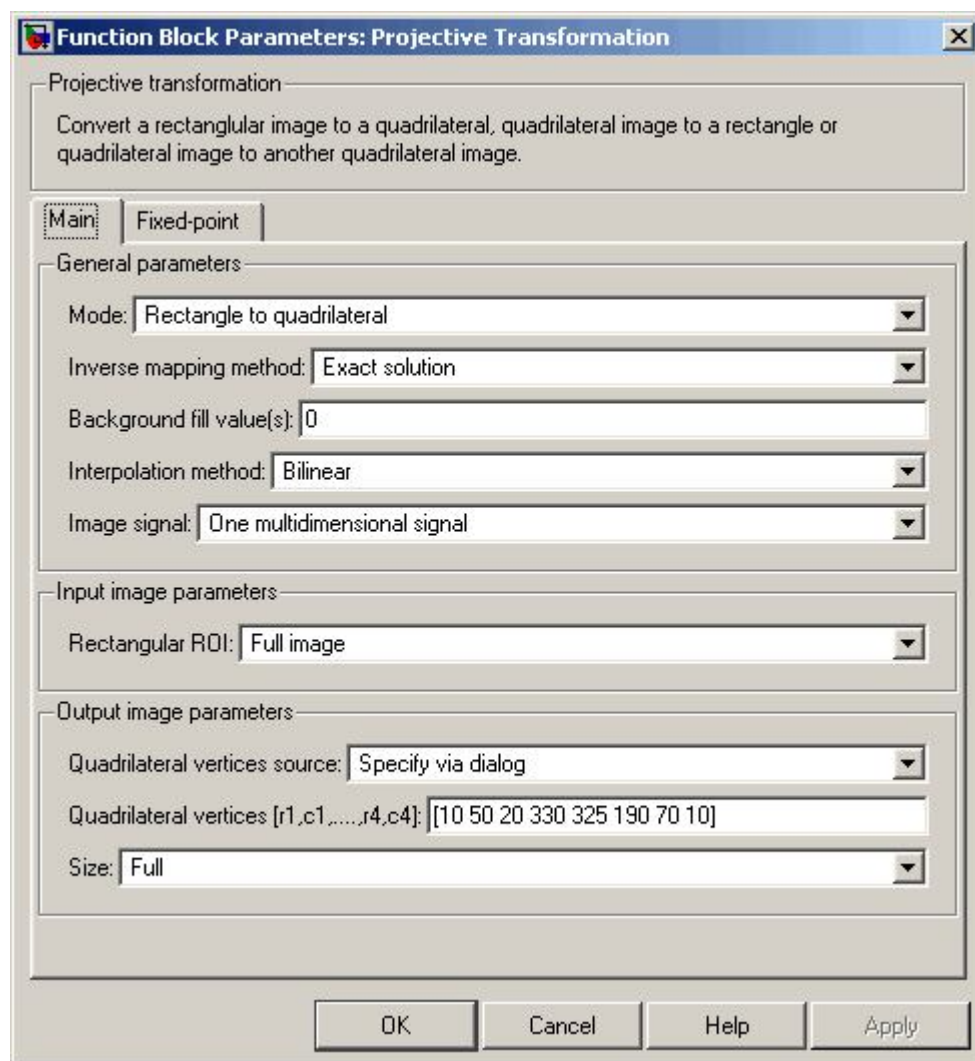 Function Block Parameters: Projective Transformation
Projective transformation
Convert a rectanglular image to a quadrilateral, quadrilateral image to a rectangle or
quadrilateral image to another quadrilateral image.
Main Fixed-point
General parameters
Mode: Rectangle to quadrilateral
Inverse mapping method: Exact solution
Background fill value(s): 0
Interpolation method: Bilinear
Image signal: One multidimensional signal
Input image parameters
Rectangular ROI: Full image
Output image parameters
Quadrilateral vertices source: Specify via dialog
Quadrilateral vertices [r1,c1,....,r4,c4]: [10 50 20 330 325 190 70 10]
Size: Full
OK Cancel Help Apply